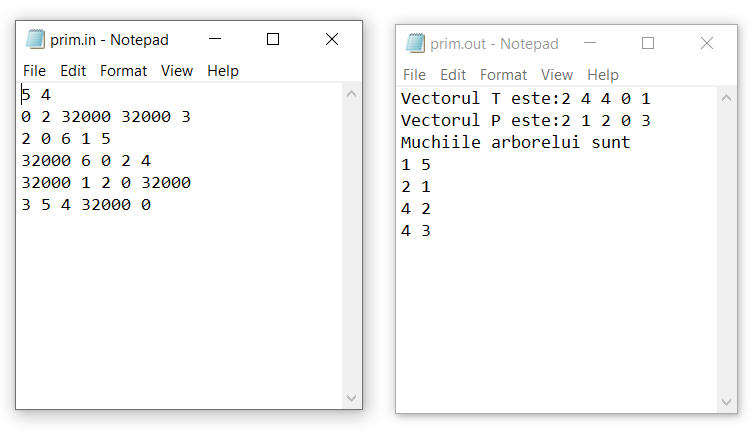 prim.in - Notepad
File Edit Format View Help
5 4
0 2 32000 32000 3
2 0 6 1 5
32000 6 0 2 4
32000 1 2 0 32000
3 5 4 32000 0
prim.out - Notepad
File Edit Format View Help
Vectorul T este:2 4 4 0 1
Vectorul P este:2 1 2 0 3
Muchiile arborelui sunt
1 5
2 1
4 2
4 3